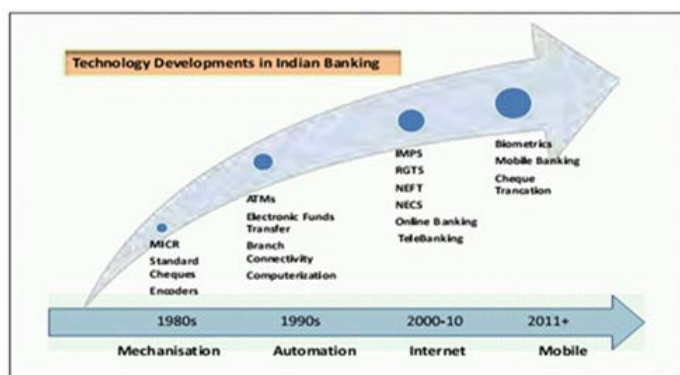 Technology Developments in Indian Banking
MICR
Standard
Cheques
Encoders
ATMs
Electronic Funds
Transfer
Branch
Connectivity
Computerization
IMPS
RGTS
NEFT
NECS
Online Banking
TeleBanking
Biometrics
Mobile Banking
Cheque
Trancation
1980s 1990s 2000-10 2011+
Mechanisation Automation Internet Mobile